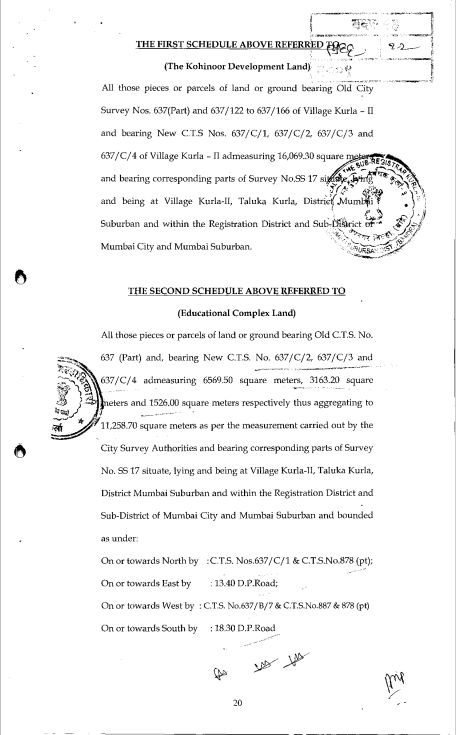 THE FIRST SCHEDULE ABOVE REFERRED TO
(The Kohinoor Development Land)
All those pieces or parcels of land or ground bearing Old City
Survey Nos. 637(Part) and 637/122 to 637/166 of Village Kurla – II
and bearing New C.T.S Nos. 637/C/1, 637/C/2, 637/C/3 and
637/C/4 of Village Kurla – II admeasuring 16,069.30 square meters
and bearing corresponding parts of Survey No.SS 17 situate, lying
and being at Village Kurla-II, Taluka Kurla, District Mumbai
Suburban and within the Registration District and Sub-District of
Mumbai City and Mumbai Suburban.
THE SECOND SCHEDULE ABOVE REFERRED TO
(Educational Complex Land)
All those pieces or parcels of land or ground bearing Old C.T.S. No.
637 (Part) and, bearing New C.T.S. No. 637/C/2, 637/C/3 and
637/C/4 admeasuring 6569.50 square meters, 3163.20 square
meters and 1526.00 square meters respectively thus aggregating to
11,258.70 square meters as per the measurement carried out by the
City Survey Authorities and bearing corresponding parts of Survey
No. SS 17 situate, lying and being at Village Kurla-II, Taluka Kurla,
District Mumbai Suburban and within the Registration District and
Sub-District of Mumbai City and Mumbai Suburban and bounded
as under:
On or towards North by :C.T.S. Nos.637/C/1 & C.T.S.No.878 (pt);
On or towards East by : 13.40 D.P.Road;
On or towards West by : C.T.S. No.637/B/7 & C.T.S.No.887 & 878 (pt)
On or towards South by : 18.30 D.P.Road
20